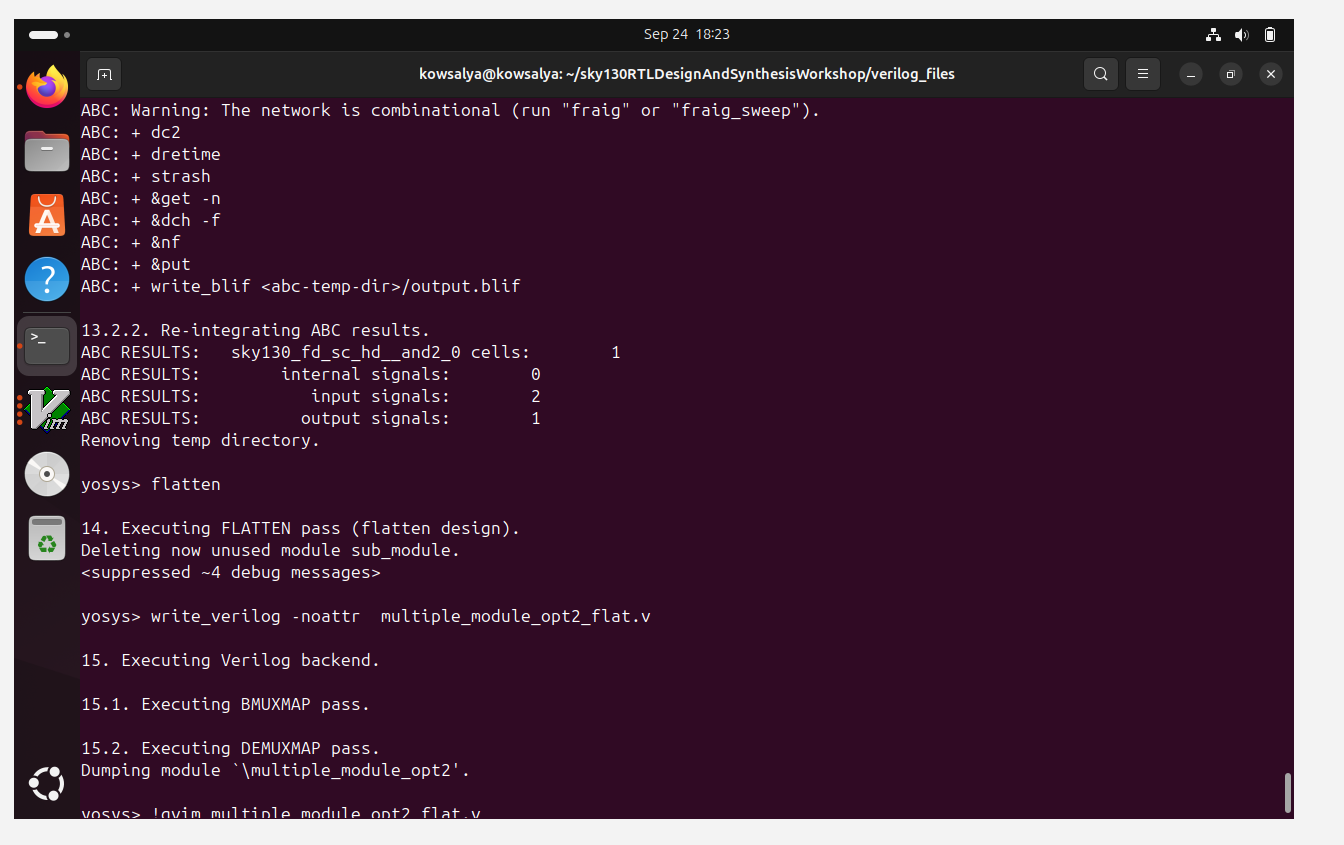 Sep 24 18:23
kowsalya@kowsalya: ~/sky130RTLDesignAndSynthesisWorkshop/verilog_files
ABC: Warning: The network is combinational (run "fraig" or "fraig_sweep").
ABC: + dc2
ABC: + dretime
ABC: + strash
ABC: + &get -n
ABC: + &dch -f
ABC: + &nf
ABC: + &put
ABC: + write_blif <abc-temp-dir>/output.blif
13.2.2. Re-integrating ABC results.
ABC RESULTS:   sky130_fd_sc_hd__and2_0 cells:        1
ABC RESULTS:        internal signals:        0
ABC RESULTS:           input signals:        2
ABC RESULTS:          output signals:        1
Removing temp directory.
yosys> flatten
14. Executing FLATTEN pass (flatten design).
Deleting now unused module sub_module.
<suppressed ~4 debug messages>
yosys> write_verilog -noattr  multiple_module_opt2_flat.v
15. Executing Verilog backend.
15.1. Executing BMUXMAP pass.
15.2. Executing DEMUXMAP pass.
Dumping module `\multiple_module_opt2'.
yosys> !gvim multiple_module_opt2_flat.v